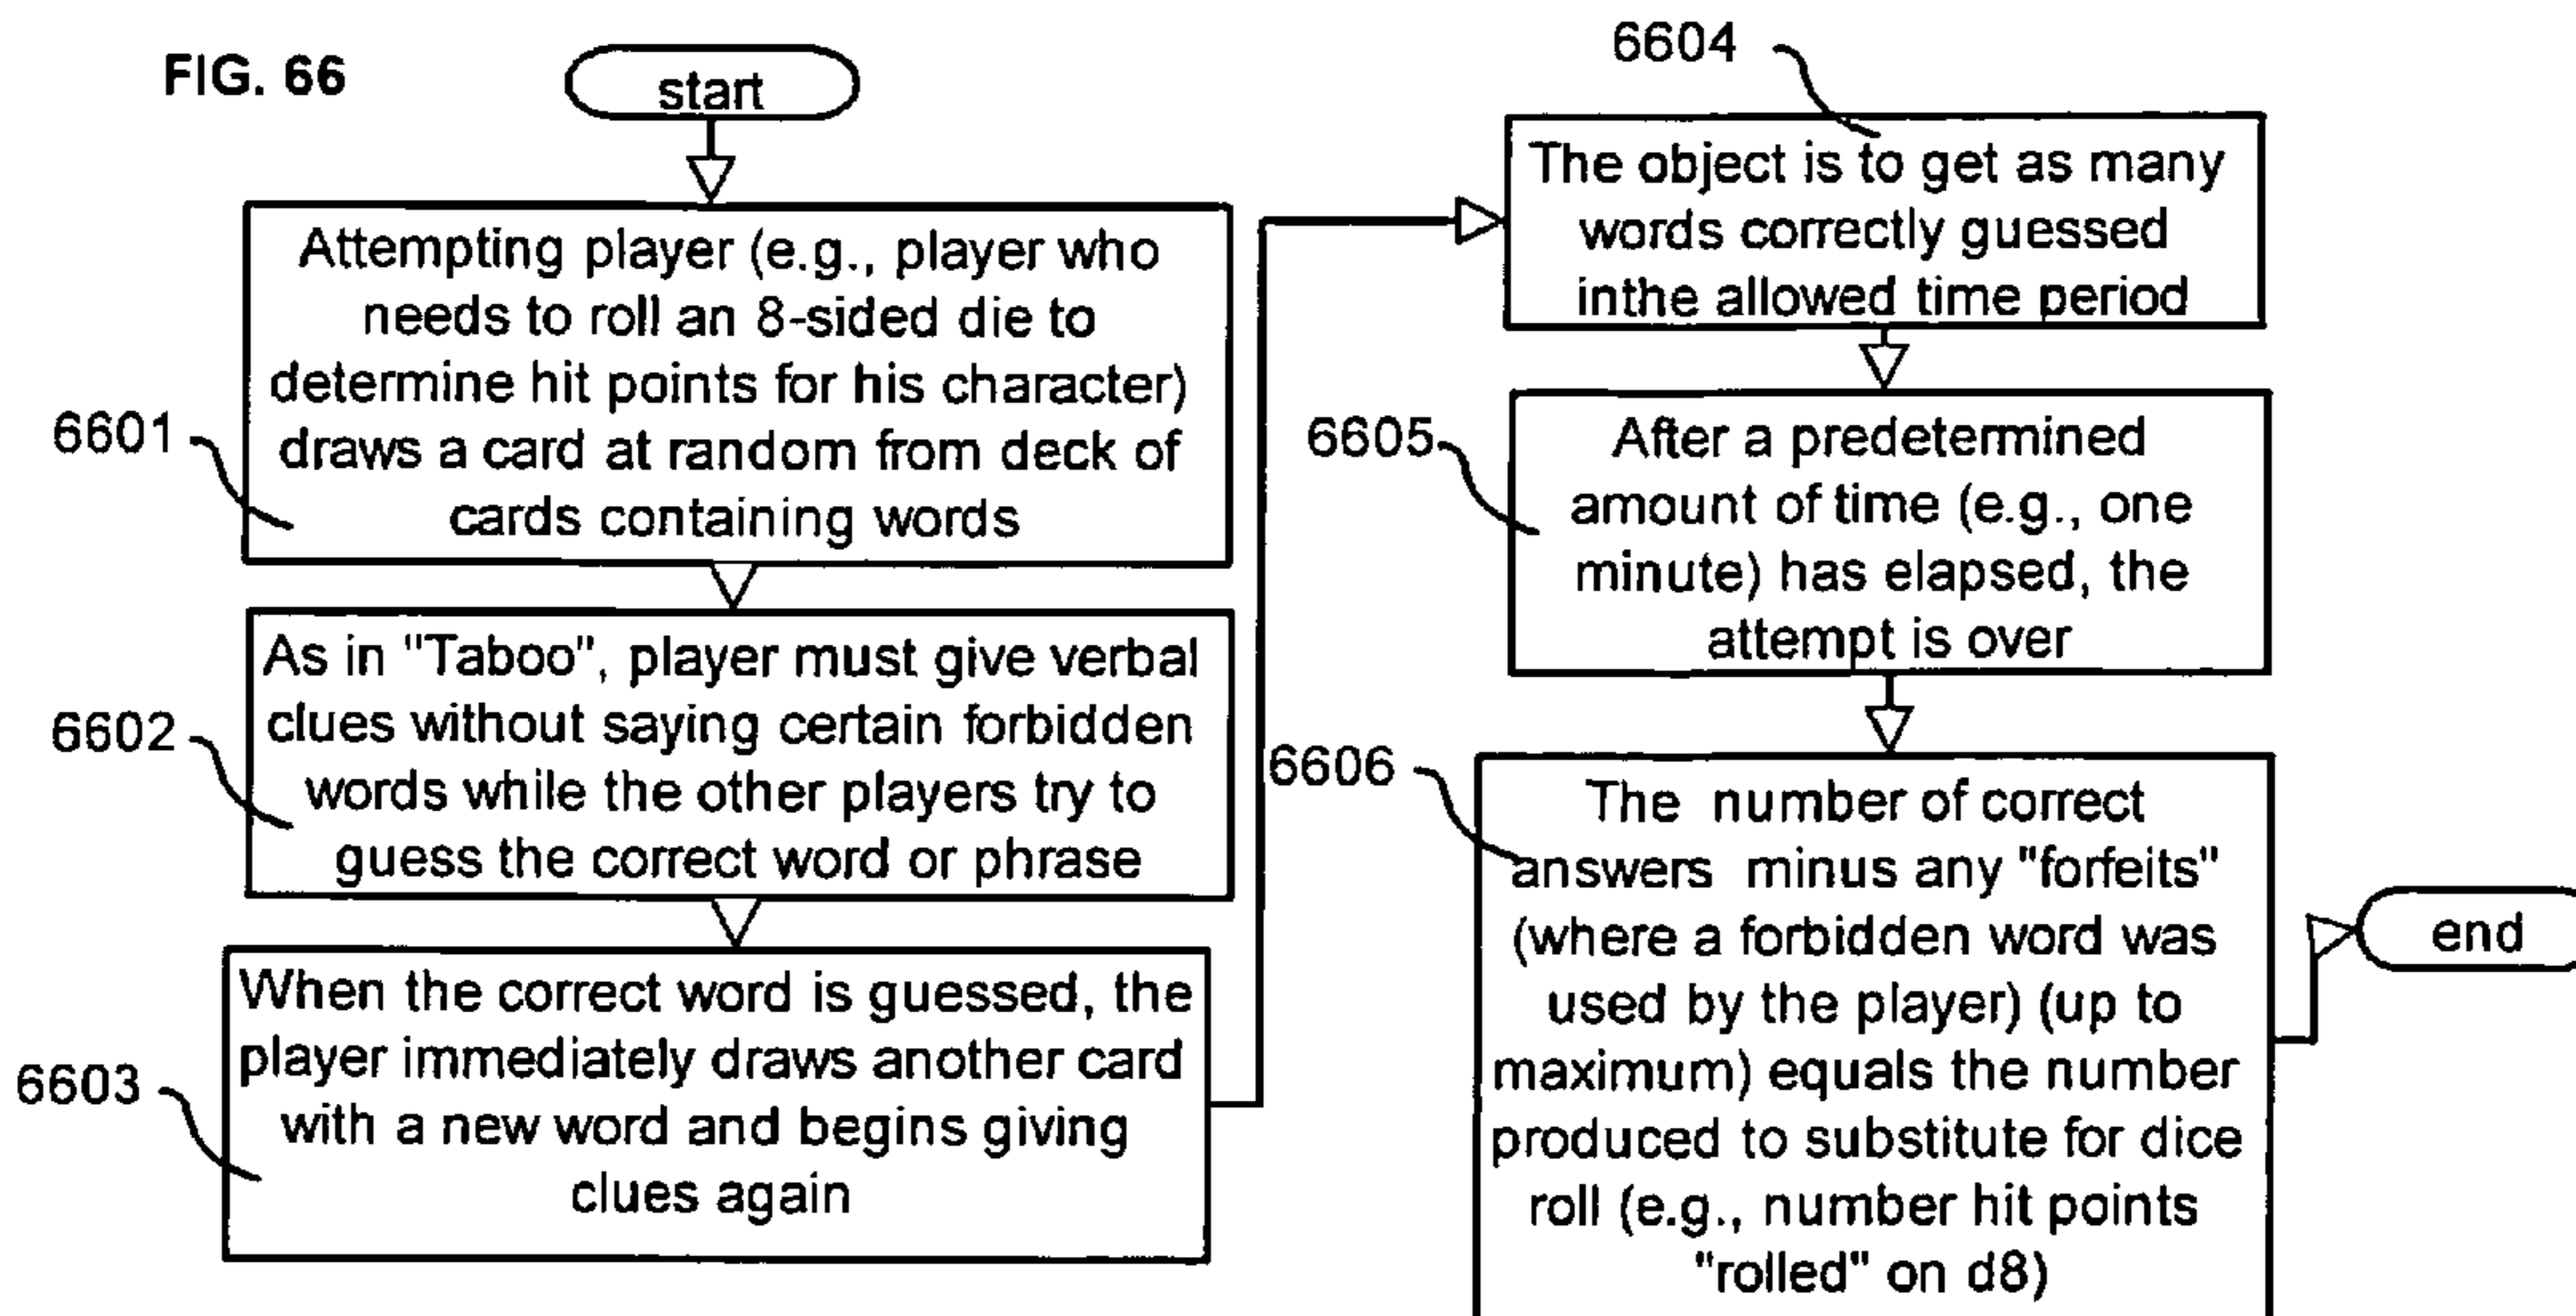 FIG. 66
start
6601
Attempting player (e.g., player who
needs to roll an 8-sided die to
determine hit points for his character)
draws a card at random from deck of
cards containing words
6602
As in "Taboo", player must give verbal
clues without saying certain forbidden
words while the other players try to
guess the correct word or phrase
6603
When the correct word is guessed, the
player immediately draws another card
with a new word and begins giving
clues again
6604
The object is to get as many
words correctly guessed
inthe allowed time period
6605
After a predetermined
amount of time (e.g., one
minute) has elapsed, the
attempt is over
6606
The number of correct
answers minus any "forfeits"
(where a forbidden word was
used by the player) (up to
maximum) equals the number
produced to substitute for dice
roll (e.g., number hit points
"rolled" on d8)
end